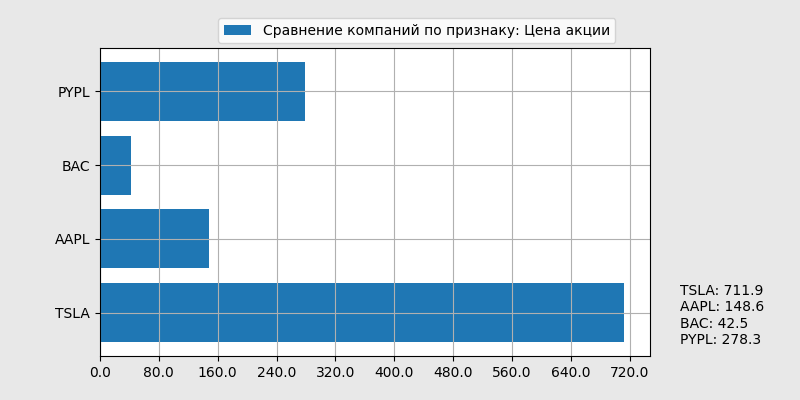 Сравнение компаний по признаку: Цена акции
PYPL
BAC
AAPL
TSLA
0.0 80.0 160.0 240.0 320.0 400.0 480.0 560.0 640.0 720.0
TSLA: 711.9
AAPL: 148.6
BAC: 42.5
PYPL: 278.3